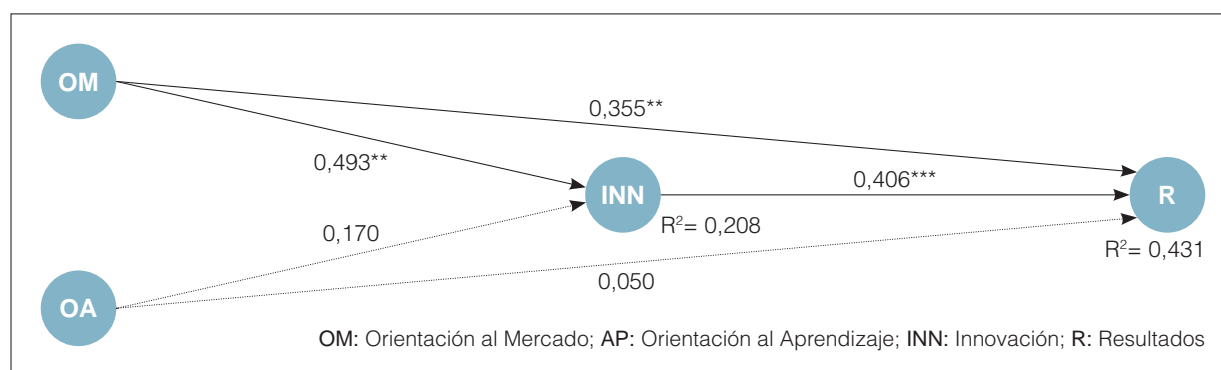 OM
0,355**
0,493**
INN
0,406***
R
R²= 0,208
0,170
R²= 0,431
0,050
OA
OM: Orientación al Mercado; AP: Orientación al Aprendizaje; INN: Innovación; R: Resultados